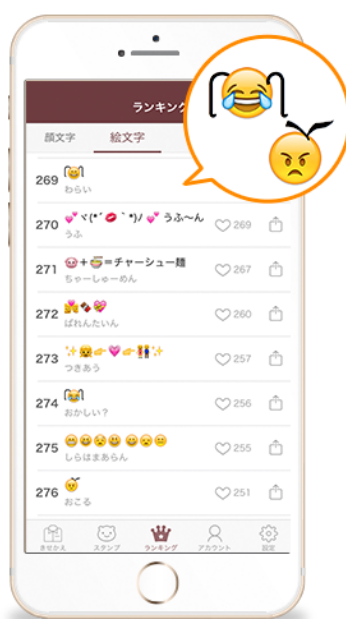 ランキング
顔文字 絵文字
269
わらい
270 💕ヾ(*´💋`*)ノ💕 うふ〜ん 269
うふ
271 🐷+🍜=チャーシュー麺 267
ちゃーしゅーめん
272 💏🍫💝 260
ばれんたいん
273 ✨👸👉💗👈👫✨ 257
つきあう
274 256
おかしい?
275 255
しらほまあらん
276 251
おこる
きせかえ スタンプ ランキング アカウント 設定